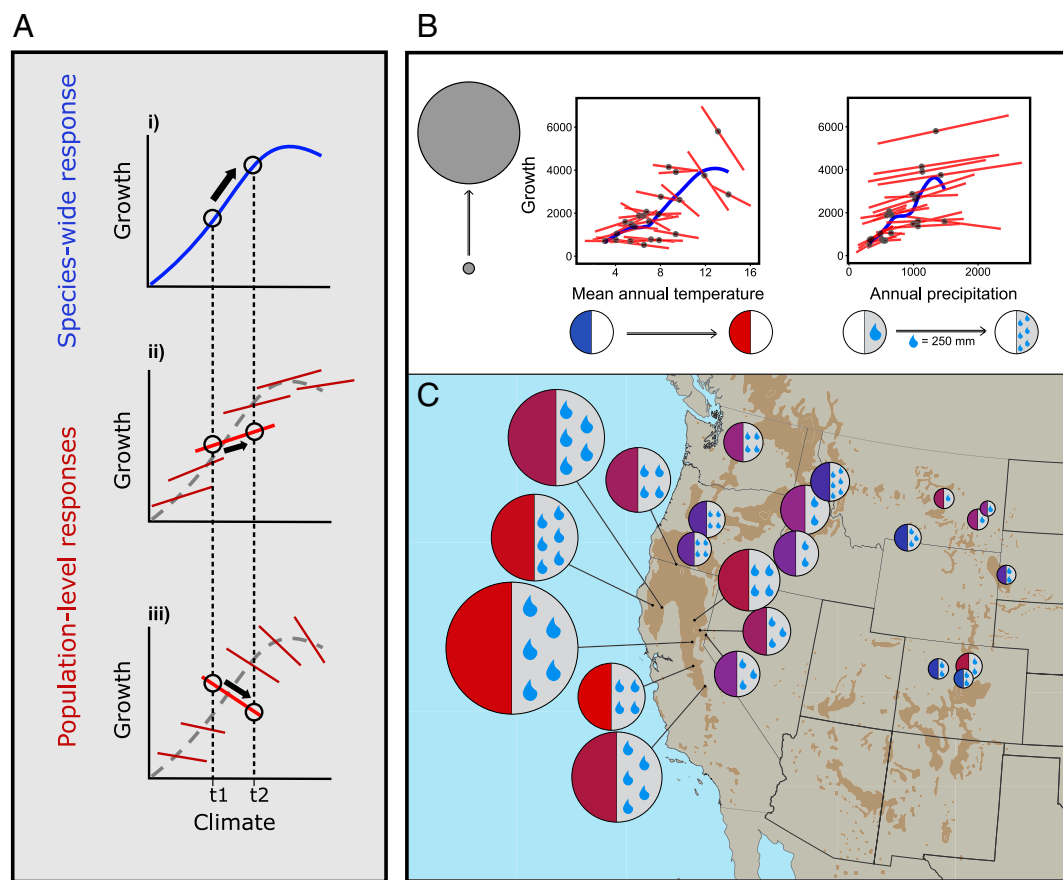 A
Species-wide response
Population-level responses
i)
Growth
ii)
Growth
iii)
Growth
t1 t2
Climate
B
Growth
6000
4000
2000
0
4 8 12 16
Mean annual temperature
6000
4000
2000
0
0 1000 2000
Annual precipitation
= 250 mm
C